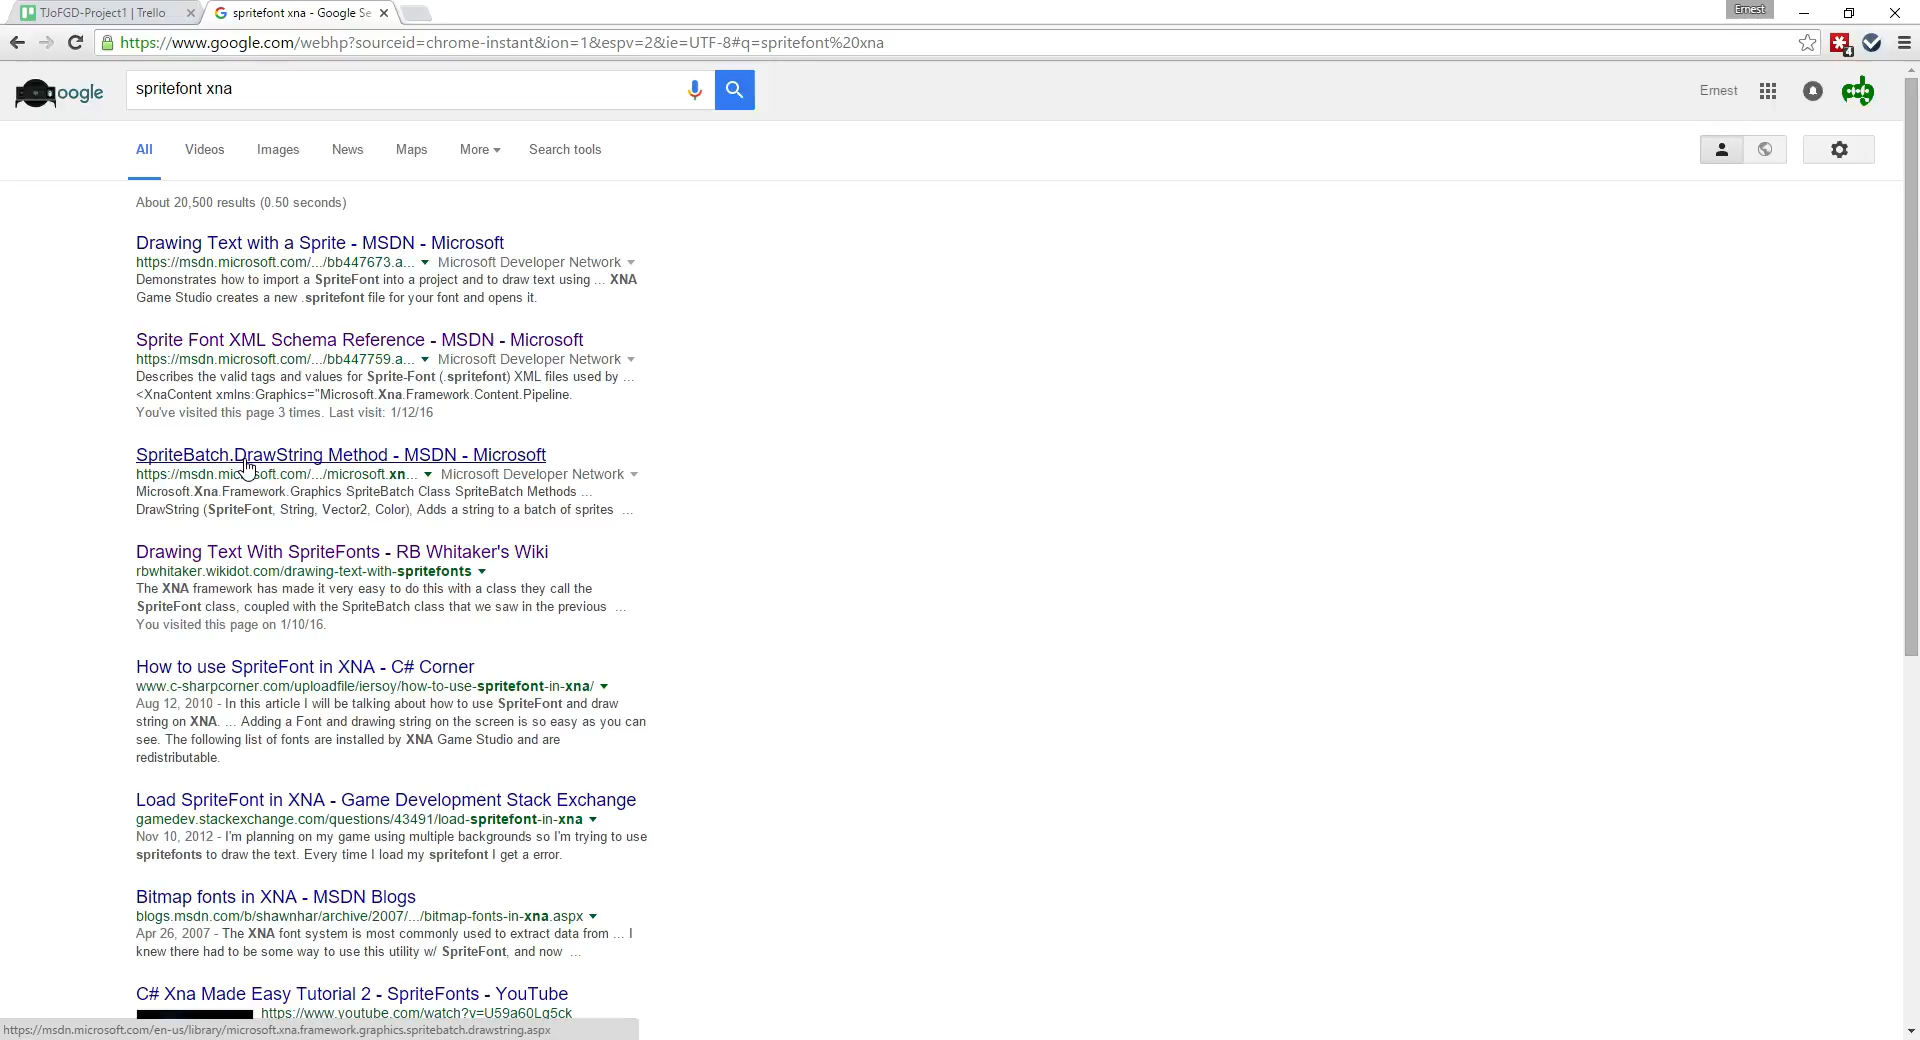 TJoFGD-Project1 | Trello
spritefont xna - Google Se
Ernest
https://www.google.com/webhp?sourceid=chrome-instant&ion=1&espv=2&ie=UTF-8#q=spritefont%20xna
4
oogle
spritefont xna
Ernest
All Videos Images News Maps More Search tools
About 20,500 results (0.50 seconds)
Drawing Text with a Sprite - MSDN - Microsoft
https://msdn.microsoft.com/.../bb447673.a... Microsoft Developer Network
Demonstrates how to import a SpriteFont into a project and to draw text using ... XNA
Game Studio creates a new .spritefont file for your font and opens it.
Sprite Font XML Schema Reference - MSDN - Microsoft
https://msdn.microsoft.com/.../bb447759.a... Microsoft Developer Network
Describes the valid tags and values for Sprite-Font (.spritefont) XML files used by ...
<XnaContent xmlns:Graphics="Microsoft.Xna.Framework.Content.Pipeline.
You've visited this page 3 times. Last visit: 1/12/16
SpriteBatch.DrawString Method - MSDN - Microsoft
https://msdn.microsoft.com/.../microsoft.xn... Microsoft Developer Network
Microsoft.Xna.Framework.Graphics SpriteBatch Class SpriteBatch Methods ...
DrawString (SpriteFont, String, Vector2, Color), Adds a string to a batch of sprites ...
Drawing Text With SpriteFonts - RB Whitaker's Wiki
rbwhitaker.wikidot.com/drawing-text-with-spritefonts
The XNA framework has made it very easy to do this with a class they call the
SpriteFont class, coupled with the SpriteBatch class that we saw in the previous ...
You visited this page on 1/10/16.
How to use SpriteFont in XNA - C# Corner
www.c-sharpcorner.com/uploadfile/iersoy/how-to-use-spritefont-in-xna/
Aug 12, 2010 - In this article I will be talking about how to use SpriteFont and draw
string on XNA. ... Adding a Font and drawing string on the screen is so easy as you can
see. The following list of fonts are installed by XNA Game Studio and are
redistributable.
Load SpriteFont in XNA - Game Development Stack Exchange
gamedev.stackexchange.com/questions/43491/load-spritefont-in-xna
Nov 10, 2012 - I'm planning on my game using multiple backgrounds so I'm trying to use
spritefonts to draw the text. Every time I load my spritefont I get a error.
Bitmap fonts in XNA - MSDN Blogs
blogs.msdn.com/b/shawnhar/archive/2007/.../bitmap-fonts-in-xna.aspx
Apr 26, 2007 - The XNA font system is most commonly used to extract data from ... I
knew there had to be some way to use this utility w/ SpriteFont, and now ...
C# Xna Made Easy Tutorial 2 - SpriteFonts - YouTube
https://www.youtube.com/watch?v=U59a60Lg5ck
https://msdn.microsoft.com/en-us/library/microsoft.xna.framework.graphics.spritebatch.drawstring.aspx